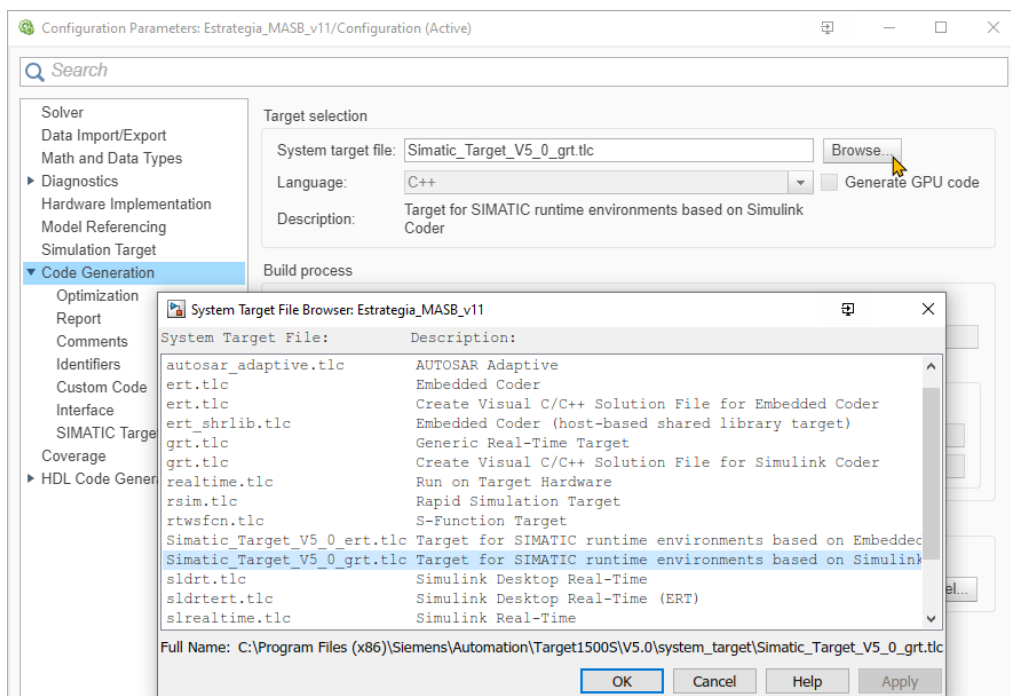 Configuration Parameters: Estrategia_MASB_v11/Configuration (Active)
Search
Solver
Data Import/Export
Math and Data Types
Diagnostics
Hardware Implementation
Model Referencing
Simulation Target
Code Generation
Optimization
Report
Comments
Identifiers
Custom Code
Interface
SIMATIC Targe
Coverage
HDL Code Genera
Target selection
System target file: Simatic_Target_V5_0_grt.tlc Browse...
Language: C++ Generate GPU code
Description: Target for SIMATIC runtime environments based on Simulink
Coder
Build process
System Target File Browser: Estrategia_MASB_v11
System Target File: Description:
autosar_adaptive.tlc AUTOSAR Adaptive
ert.tlc Embedded Coder
ert.tlc Create Visual C/C++ Solution File for Embedded Coder
ert_shrlib.tlc Embedded Coder (host-based shared library target)
grt.tlc Generic Real-Time Target
grt.tlc Create Visual C/C++ Solution File for Simulink Coder
realtime.tlc Run on Target Hardware
rsim.tlc Rapid Simulation Target
rtwsfcn.tlc S-Function Target
Simatic_Target_V5_0_ert.tlc Target for SIMATIC runtime environments based on Embedded
Simatic_Target_V5_0_grt.tlc Target for SIMATIC runtime environments based on Simulink
sldrt.tlc Simulink Desktop Real-Time
sldrtert.tlc Simulink Desktop Real-Time (ERT)
slrealtime.tlc Simulink Real-Time
el...
Full Name: C:\Program Files (x86)\Siemens\Automation\Target1500S\V5.0\system_target\Simatic_Target_V5_0_grt.tlc
OK Cancel Help Apply